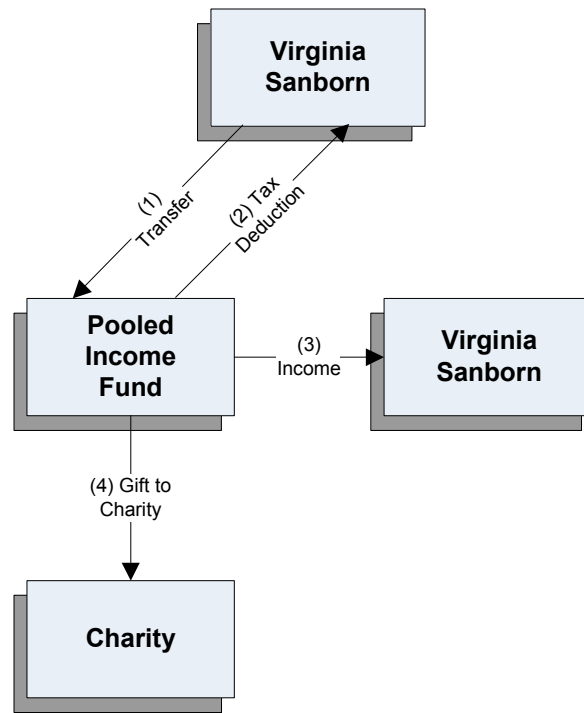 Virginia
Sanborn
(1)
Transfer
(2) Tax
Deduction
Pooled
Income
Fund
(3)
Income
Virginia
Sanborn
(4) Gift to
Charity
Charity